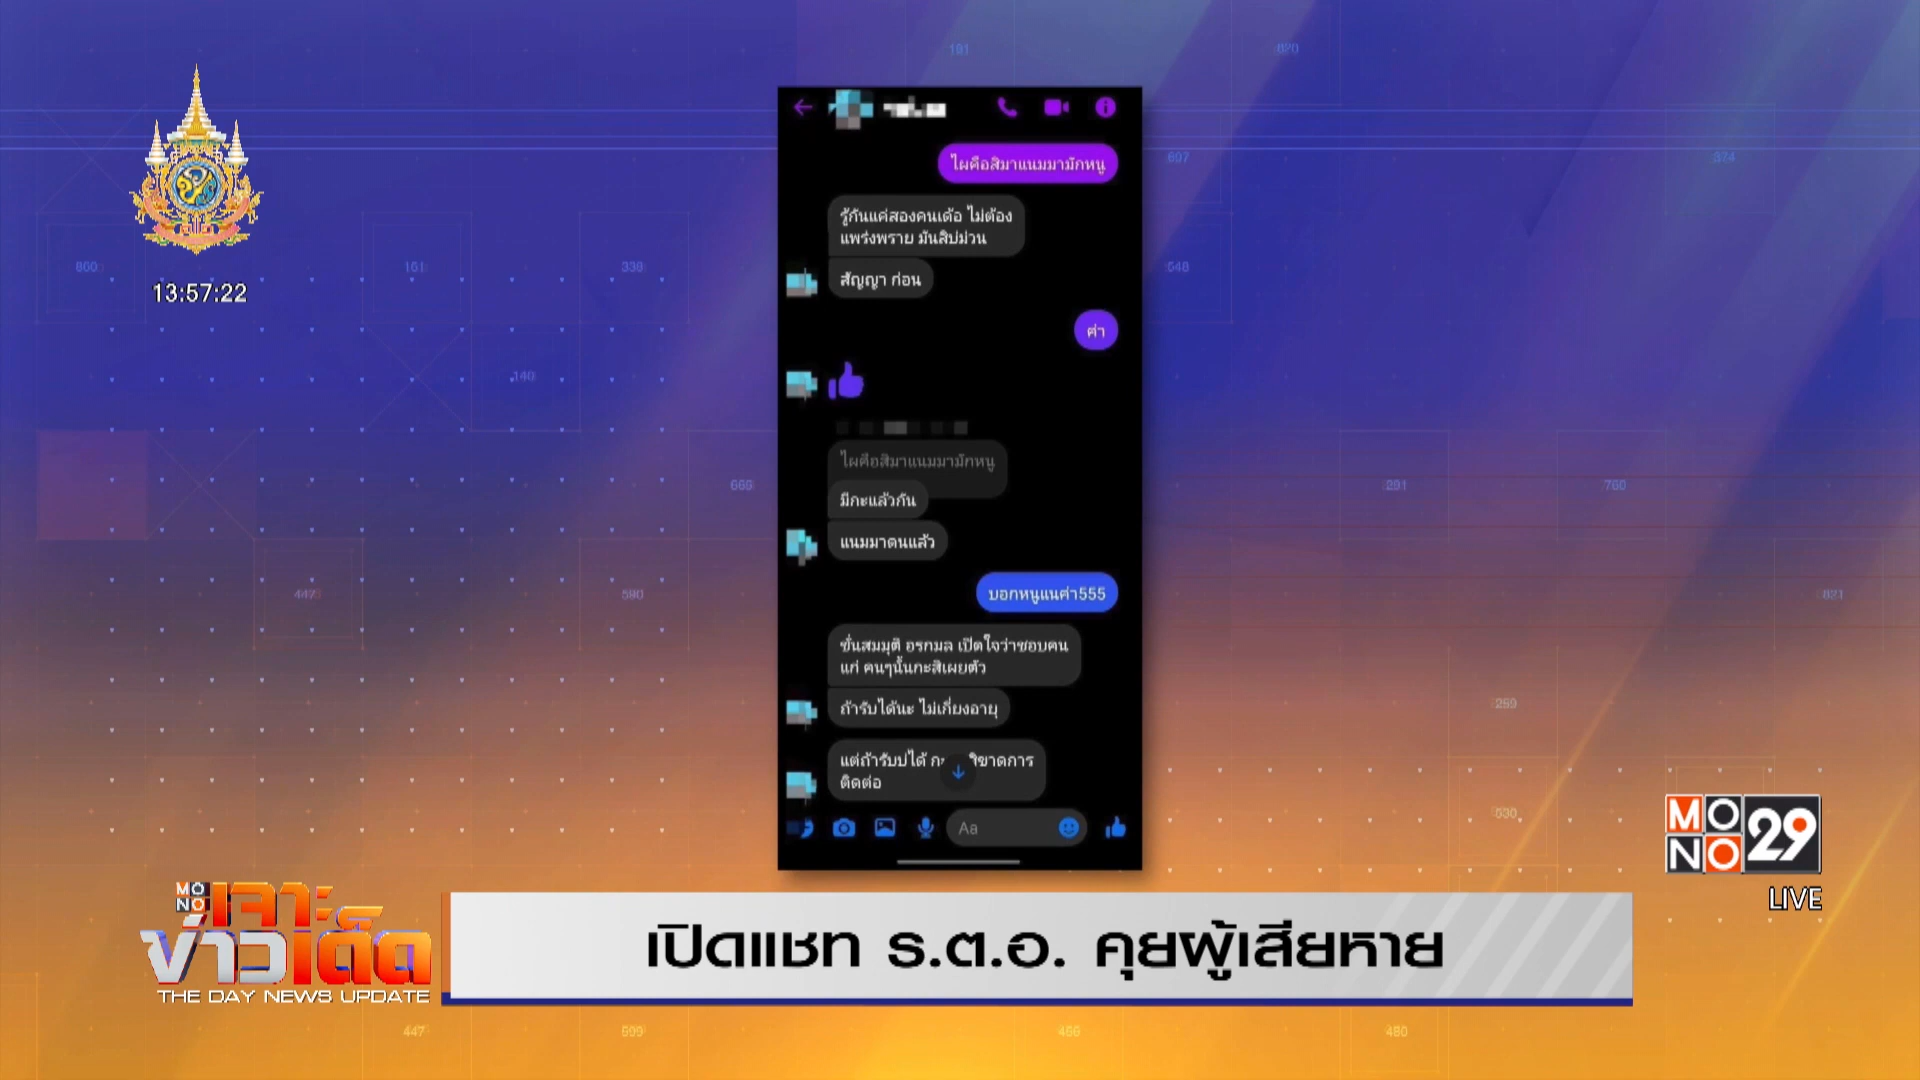 13:57:22
ไผคือสิมาแนมมามักหนู
รู้กันแค่สองคนเด้อ ไม่ต้อง
แพร่งพราย มันสิบ่ม่วน
สัญญา ก่อน
ค่า
ไผคือสิมาแนมมามักหนู
มีกะแล้วกัน
แนมมาดนแล้ว
บอกหนูแนค่า555
ขั่นสมมุติ อรกมล เปิดใจว่าชอบคน
แก่ คนๆนั้นกะสิเผยตัว
ถ้ารับได้นะ ไม่เกี่ยงอายุ
แต่ถ้ารับบ่ได้
สิขาดการ
ติดต่อ
Aa
MONO
29
LIVE
MONO
เจาะ
ข่าวเด็ด
THE DAY NEWS UPDATE
เปิดแชท ร.ต.อ. คุยผู้เสียหาย